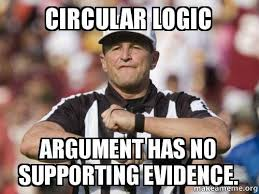 CIRCULAR LOGIC
ARGUMENT HAS NO
SUPPORTING EVIDENCE.
makeameme.org